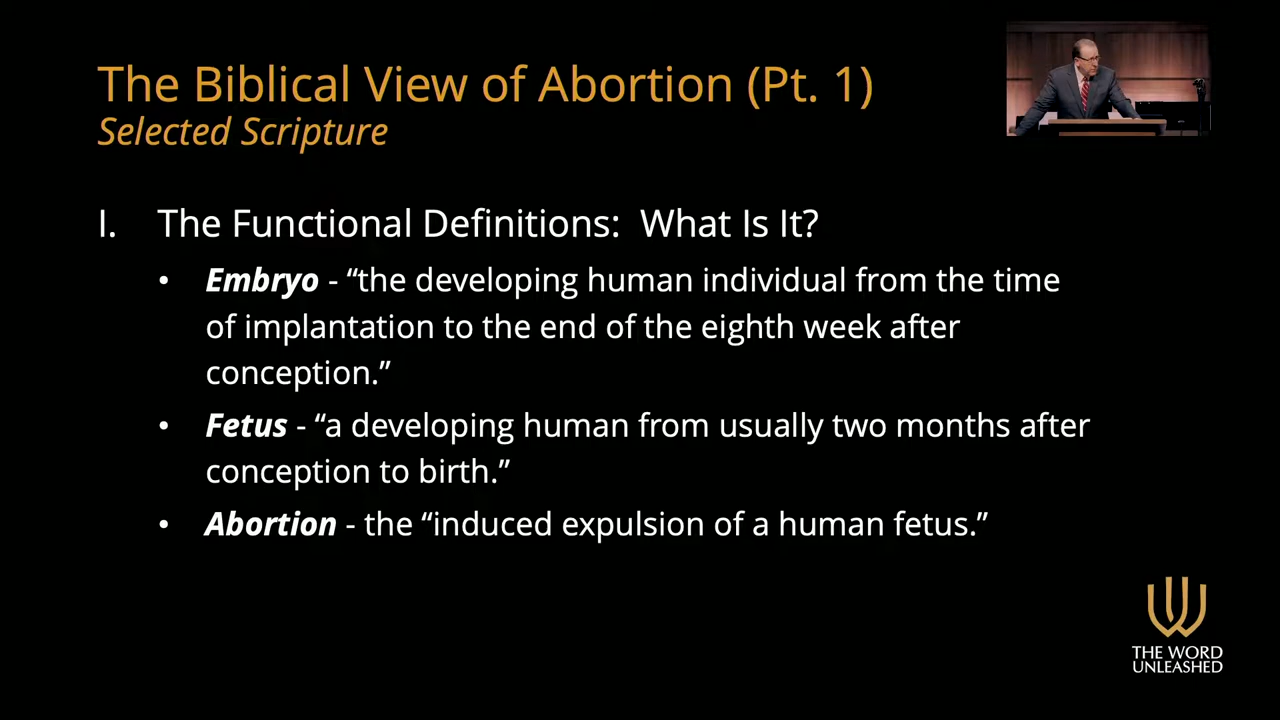 The Biblical View of Abortion (Pt. 1)
Selected Scripture
I. The Functional Definitions: What Is It?
• Embryo - “the developing human individual from the time
of implantation to the end of the eighth week after
conception.”
• Fetus - “a developing human from usually two months after
conception to birth.”
• Abortion - the “induced expulsion of a human fetus.”
THE WORD
UNLEASHED